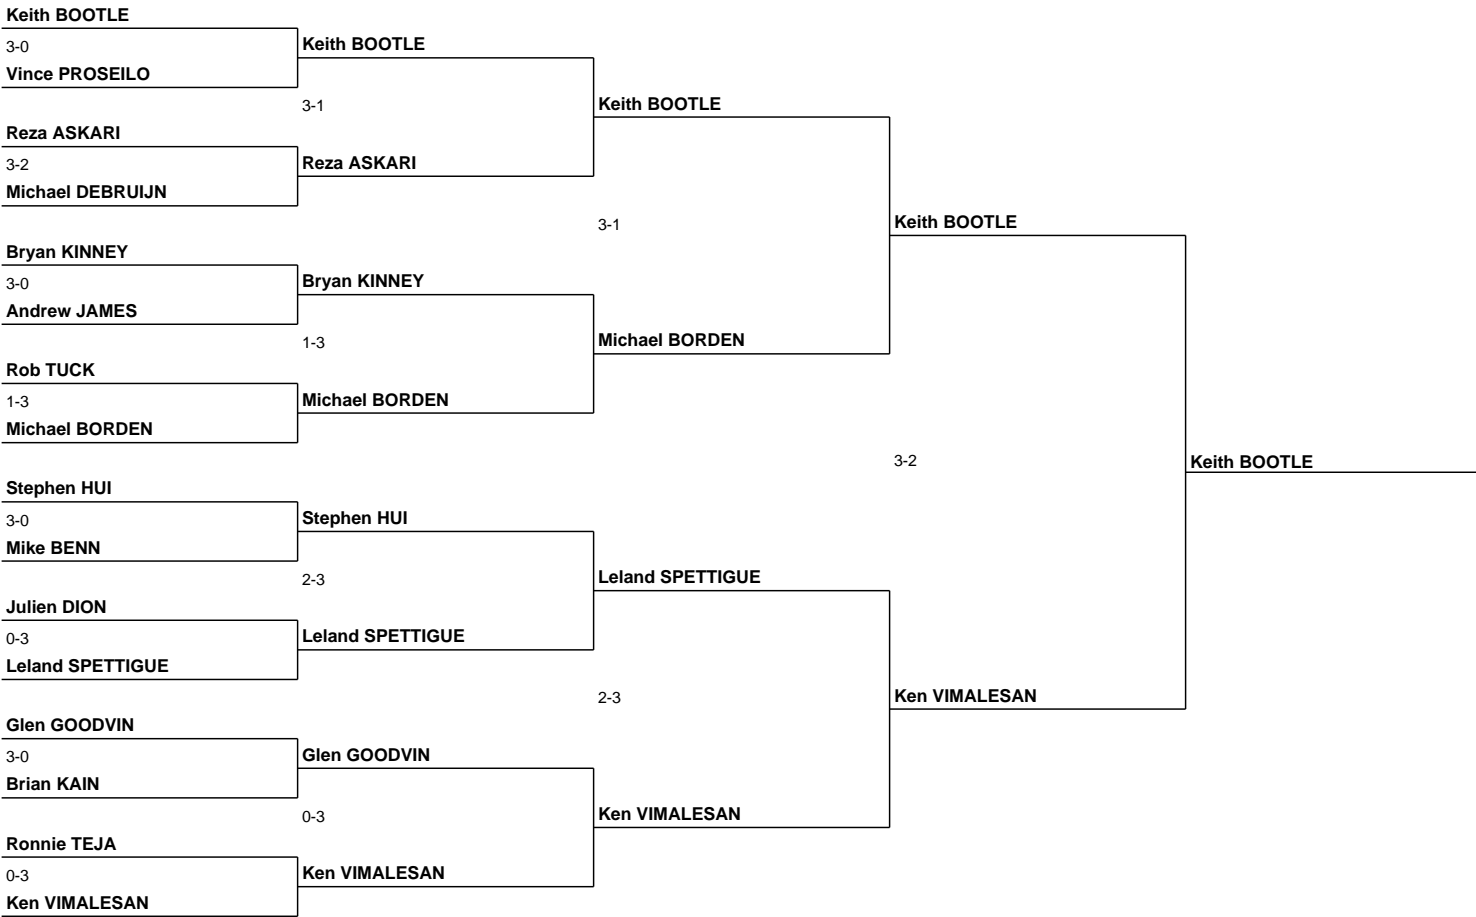 Keith BOOTLE
3-0
Vince PROSEILO
Reza ASKARI
3-2
Michael DEBRUIJN
Bryan KINNEY
3-0
Andrew JAMES
Rob TUCK
1-3
Michael BORDEN
Stephen HUI
3-0
Mike BENN
Julien DION
0-3
Leland SPETTIGUE
Glen GOODVIN
3-0
Brian KAIN
Ronnie TEJA
0-3
Ken VIMALESAN
Keith BOOTLE
3-1
Reza ASKARI
Bryan KINNEY
1-3
Michael BORDEN
Stephen HUI
2-3
Leland SPETTIGUE
Glen GOODVIN
0-3
Ken VIMALESAN
Keith BOOTLE
3-1
Michael BORDEN
Leland SPETTIGUE
2-3
Ken VIMALESAN
Keith BOOTLE
3-2
Ken VIMALESAN
Keith BOOTLE